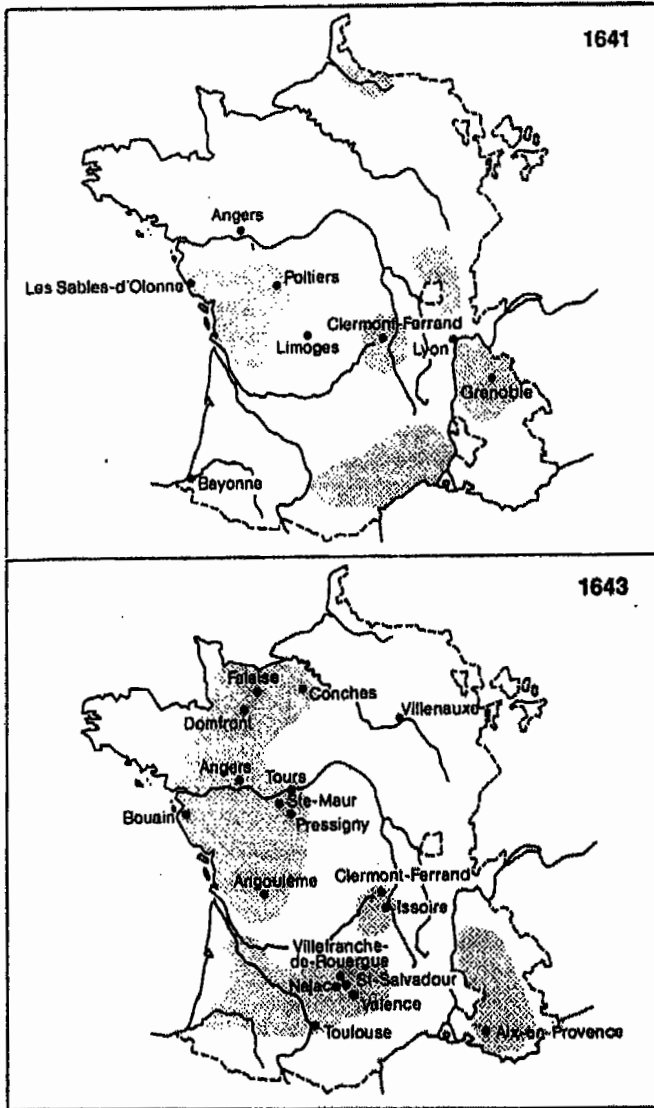 1641
Angers
Les Sables-d'Olonne
Poitiers
Limoges
Clermont-Ferrand
Lyon
Grenoble
Bayonne
1643
Falaise
Conches
Domfront
Villenauxe
Angers
Tours
Ste-Maur
Bouain
Pressigny
Angoulême
Clermont-Ferrand
Issoire
Villefranche-
de-Rouergue
Najac
St-Salvadour
Valence
Toulouse
Aix-en-Provence